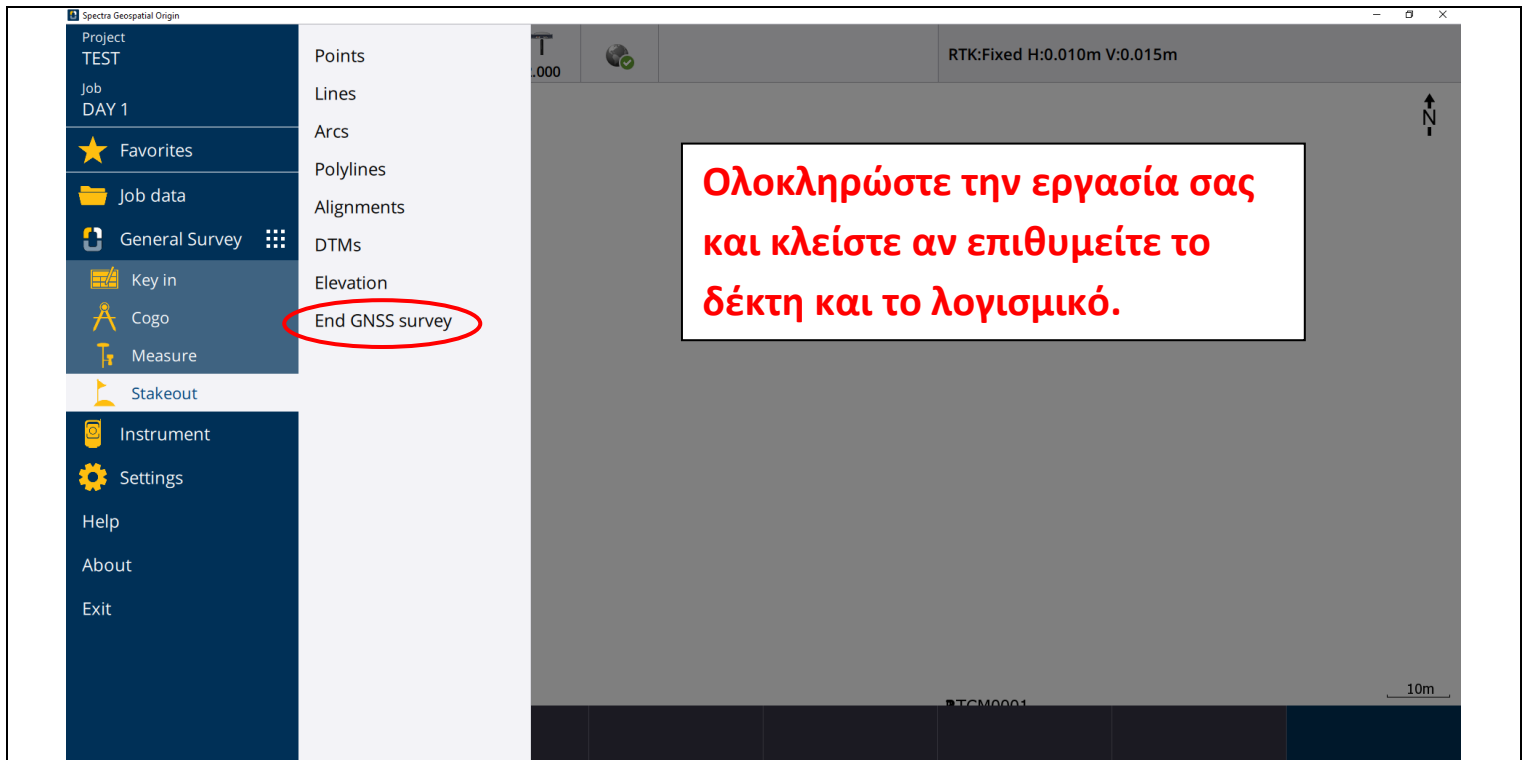 Spectra Geospatial Origin
Project
TEST
Job
DAY 1
Favorites
Job data
General Survey
Key in
Cogo
Measure
Stakeout
Instrument
Settings
Help
About
Exit
Points
Lines
Arcs
Polylines
Alignments
DTMs
Elevation
End GNSS survey
.000
RTK:Fixed H:0.010m V:0.015m
N
Ολοκληρώστε την εργασία σας
και κλείστε αν επιθυμείτε το
δέκτη και το λογισμικό.
10m
RTCM0001